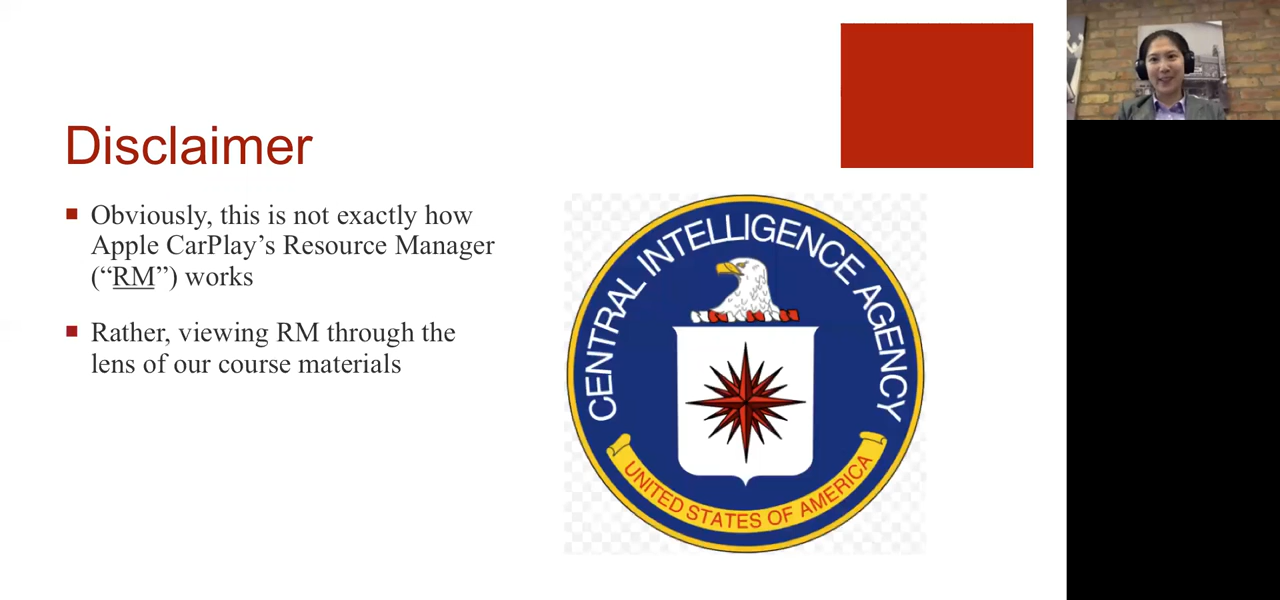 Disclaimer
Obviously, this is not exactly how
Apple CarPlay’s Resource Manager
(“RM”) works
Rather, viewing RM through the
lens of our course materials
CENTRAL INTELLIGENCE AGENCY
UNITED STATES OF AMERICA